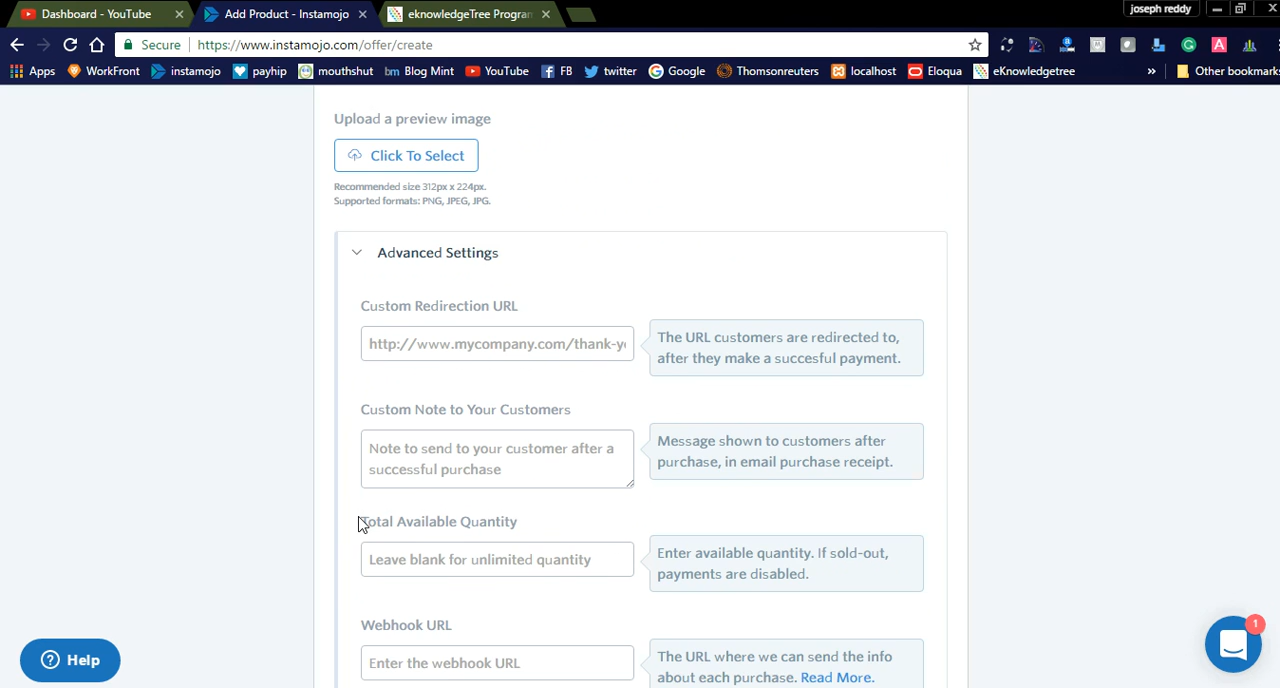 Dashboard - YouTube
Add Product - Instamojo
eknowledgeTree Progran
joseph reddy
Secure
https://www.instamojo.com/offer/create
Apps
WorkFront
instamojo
payhip
mouthshut
bm Blog Mint
YouTube
FB
twitter
Google
Thomsonreuters
localhost
Eloqua
eKnowledgetree
»
Other bookmarks
Upload a preview image
Click To Select
Recommended size 312px x 224px.
Supported formats: PNG, JPEG, JPG.
Advanced Settings
Custom Redirection URL
http://www.mycompany.com/thank-y
The URL customers are redirected to,
after they make a succesful payment.
Custom Note to Your Customers
Note to send to your customer after a
successful purchase
Message shown to customers after
purchase, in email purchase receipt.
Total Available Quantity
Leave blank for unlimited quantity
Enter available quantity. If sold-out,
payments are disabled.
Webhook URL
Enter the webhook URL
The URL where we can send the info
about each purchase. Read More.
Help
1